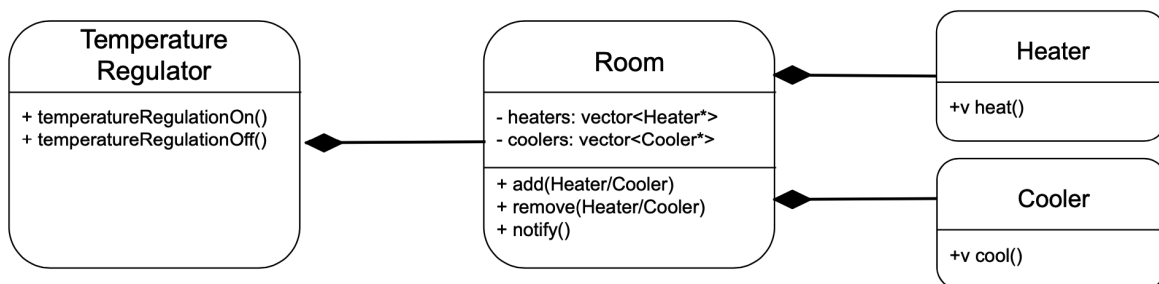 Temperature
Regulator
+ temperatureRegulationOn()
+ temperatureRegulationOff()
Room
- heaters: vector<Heater*>
- coolers: vector<Cooler*>
+ add(Heater/Cooler)
+ remove(Heater/Cooler)
+ notify()
Heater
+v heat()
Cooler
+v cool()